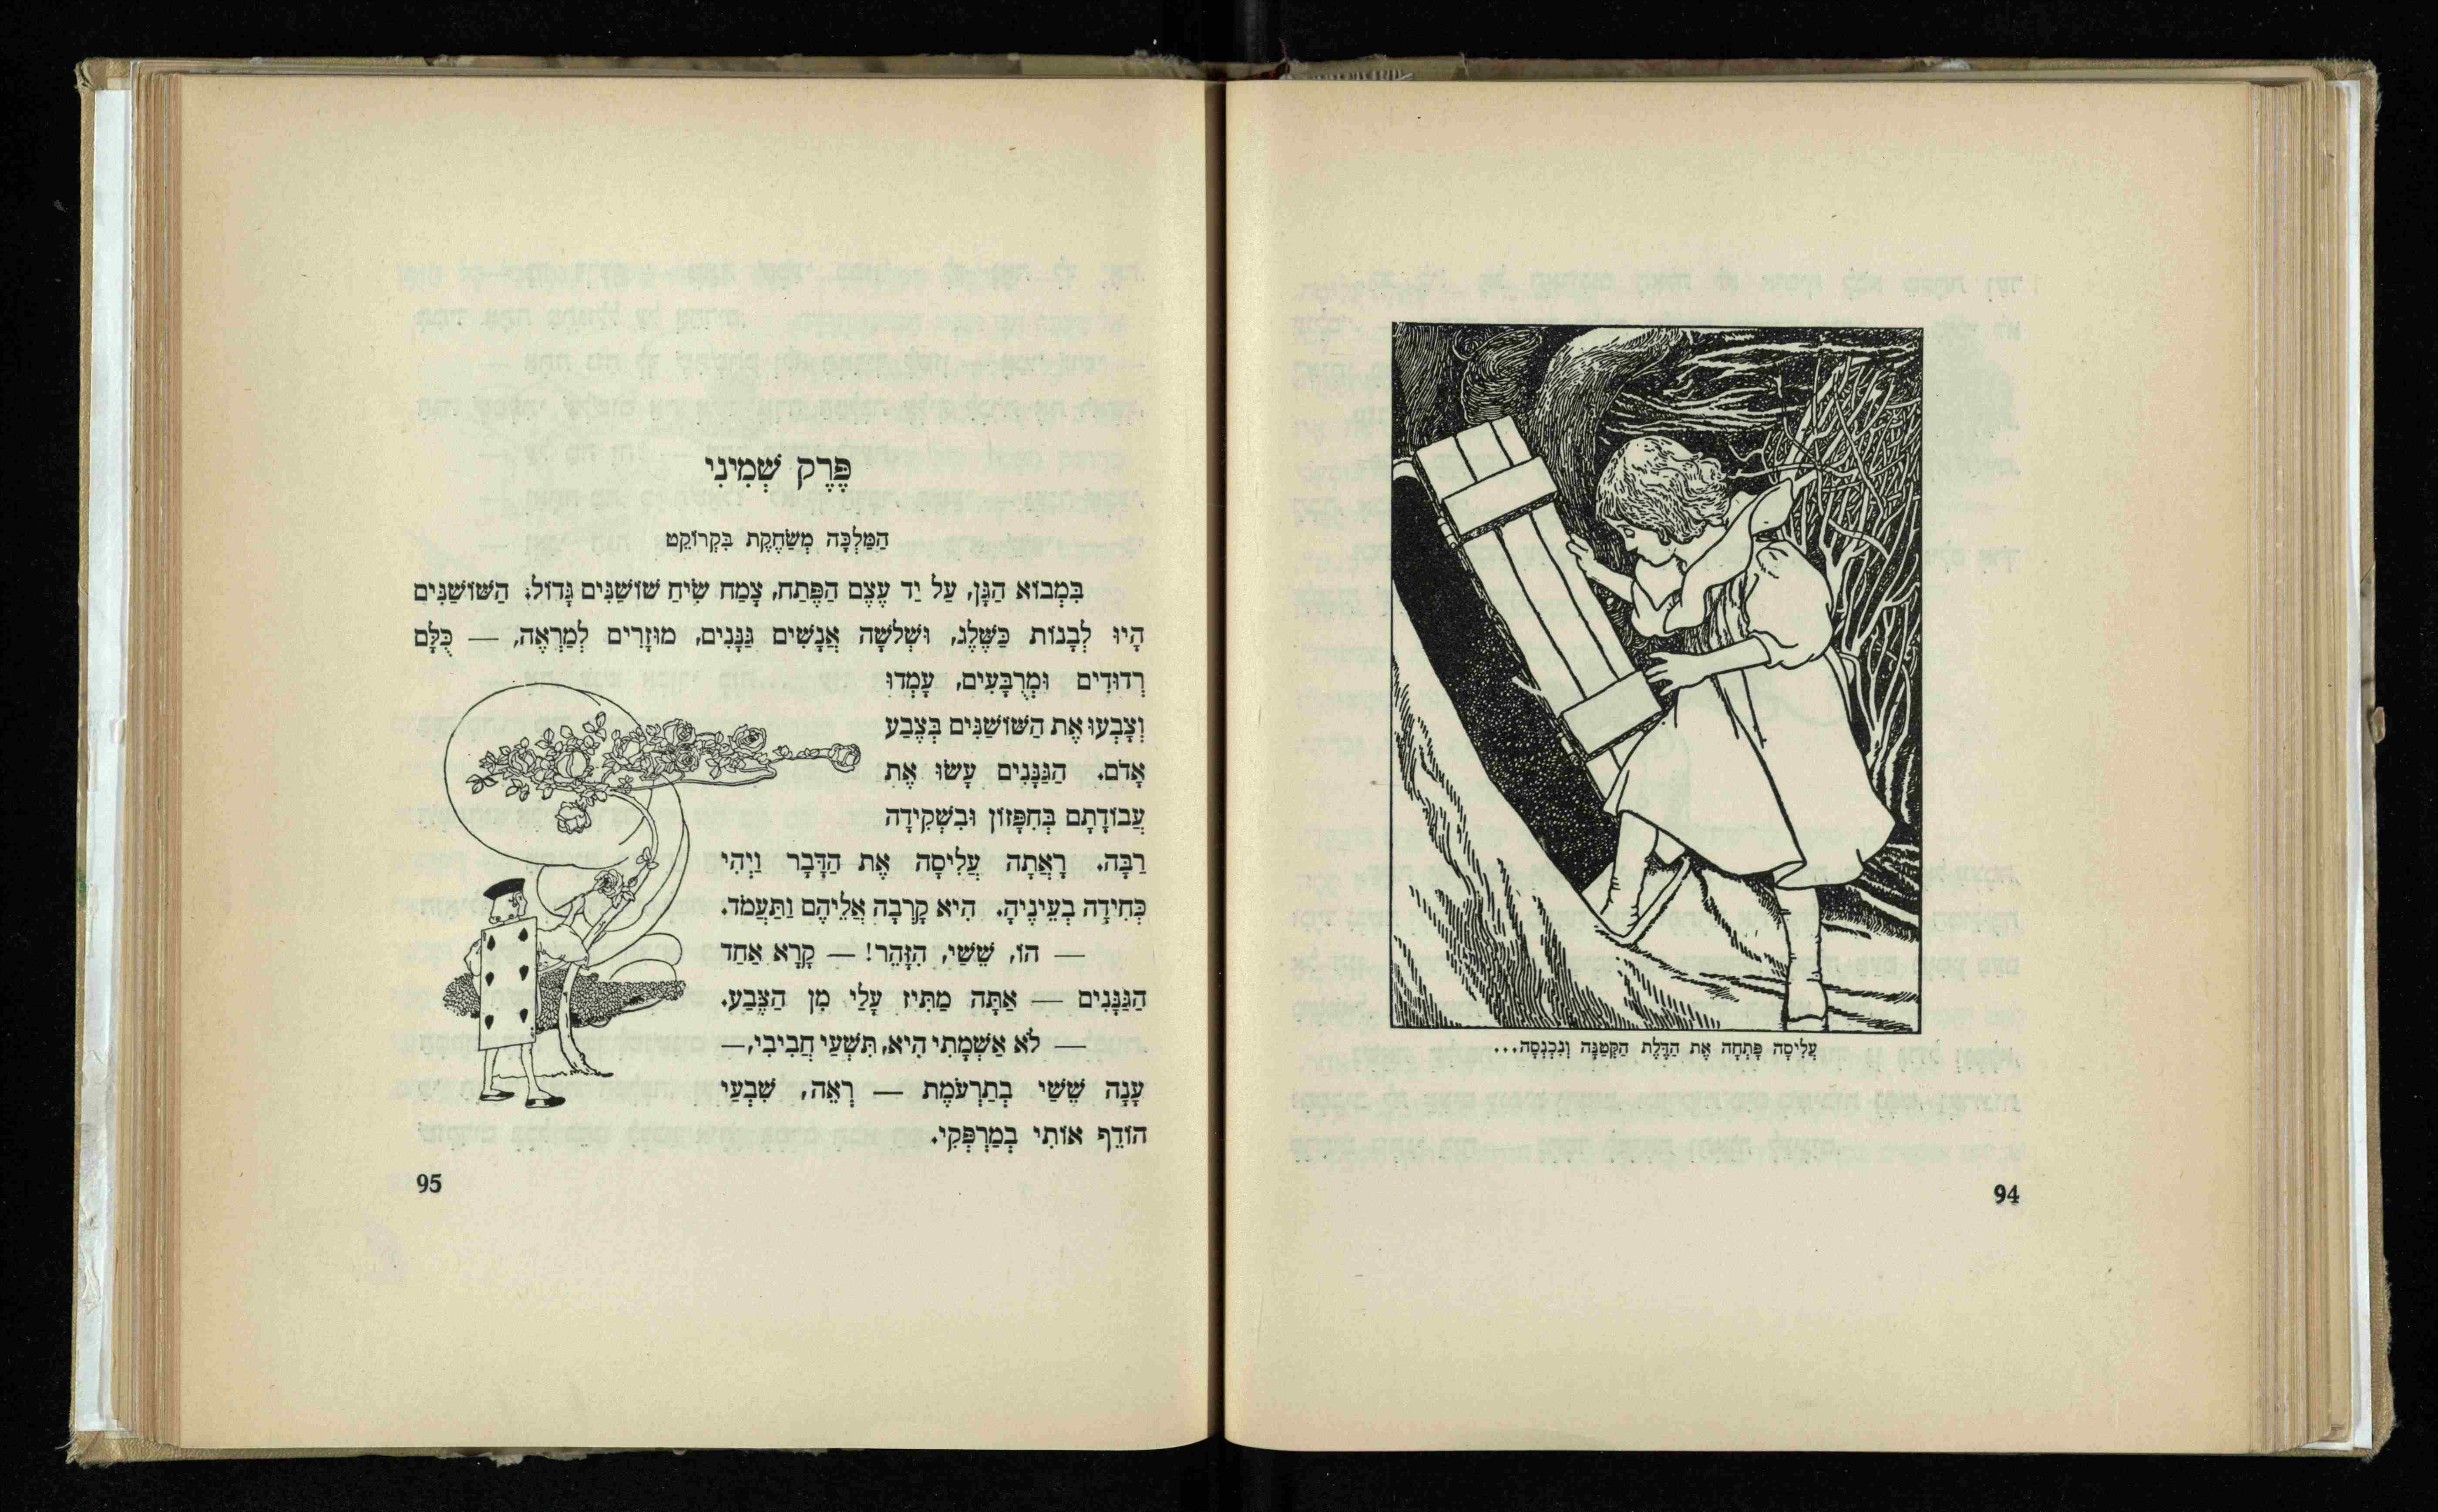 עֲלִיסָה פָּתְחָה אֶת הַדֶּלֶת הַקְּטַנָּה וְנִכְנְסָה...
94
פֶּרֶק שְׁמִינִי
הַמַּלְכָּה מְשַׂחֶקֶת בִּקְרוֹקֶט
בִּמְבוֹא הַגָּן, עַל יַד עֶצֶם הַפֶּתַח, צָמַח שִׂיחַ שׁוֹשַׁנִּים גָּדוֹל; הַשּׁוֹשַׁנִּים
הָיוּ לְבָנוֹת כַּשֶּׁלֶג, וּשְׁלֹשָׁה אֲנָשִׁים גַּנָּנִים, מוּזָרִים לְמַרְאֶה, — כֻּלָּם
רְדוּדִים וּמְרֻבָּעִים, עָמְדוּ
וְצָבְעוּ אֶת הַשּׁוֹשַׁנִּים בְּצֶבַע
אָדֹם. הַגַּנָּנִים עָשׂוּ אֶת
עֲבוֹדָתָם בְּחִפָּזוֹן וּבִשְׁקִידָה
רַבָּה. רָאֲתָה עֲלִיסָה אֶת הַדָּבָר וַיְהִי
כְּחִידָה בְעֵינֶיהָ. הִיא קָרְבָה אֲלֵיהֶם וַתַּעֲמֹד.
— הוֹ, שֵׁשַׁי, הִזָּהֵר! — קָרָא אַחַד
הַגַּנָּנִים — אַתָּה מַתִּיז עָלַי מִן הַצֶּבַע.
— לֹא אַשְׁמָתִי הִיא, תִּשְׁעַי חֲבִיבִי, —
עָנָה שֵׁשַׁי בְּתַרְעֹמֶת — רְאֵה, שִׁבְעַי
הוֹדֵף אוֹתִי בְּמַרְפְּקִי.
95